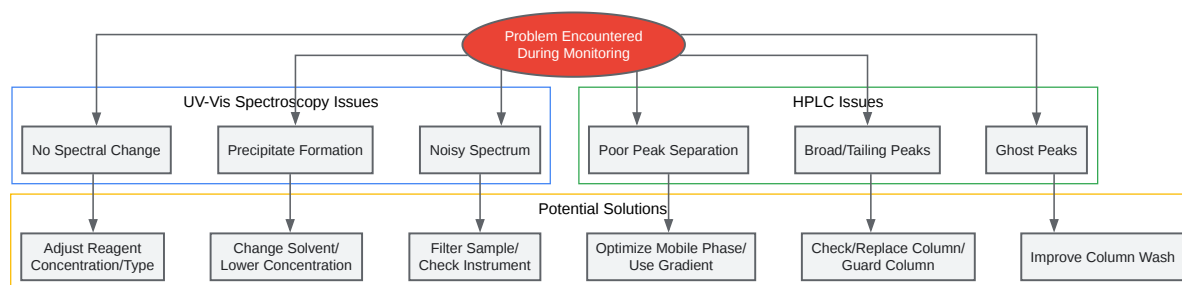 Problem Encountered
During Monitoring
UV-Vis Spectroscopy Issues
HPLC Issues
No Spectral Change
Precipitate Formation
Noisy Spectrum
Poor Peak Separation
Broad/Tailing Peaks
Ghost Peaks
Potential Solutions
Adjust Reagent
Concentration/Type
Change Solvent/
Lower Concentration
Filter Sample/
Check Instrument
Optimize Mobile Phase/
Use Gradient
Check/Replace Column/
Guard Column
Improve Column Wash